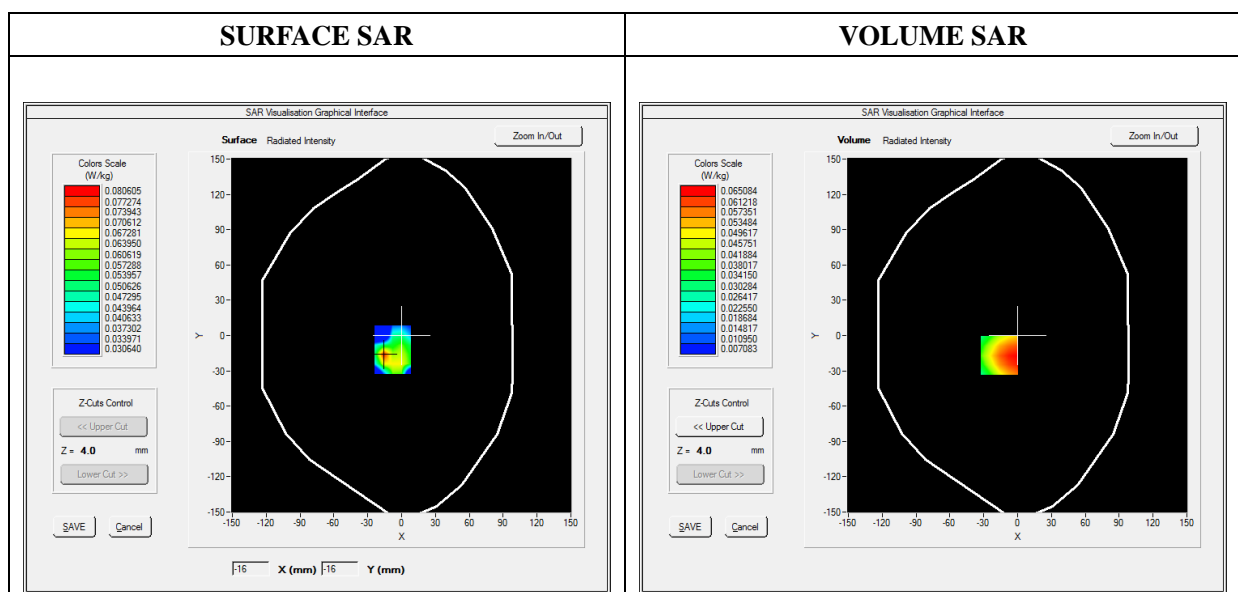 SURFACE SAR
VOLUME SAR
SAR Visualisation Graphical Interface
Surface Radiated Intensity
Zoom In/Out
Colors Scale
(W/kg)
0.080605
0.077274
0.073943
0.070612
0.067281
0.063950
0.060619
0.057288
0.053957
0.050626
0.047295
0.043964
0.040633
0.037302
0.033971
0.030640
Z-Cuts Control
<< Upper Cut
Z = 4.0 mm
Lower Cut >>
SAVE Cancel
150
120
90
60
30
0
-30
-60
-90
-120
-150
Y
-150 -120 -90 -60 -30 0 30 60 90 120 150
X
-16 X (mm) -16 Y (mm)
SAR Visualisation Graphical Interface
Volume Radiated Intensity
Zoom In/Out
Colors Scale
(W/kg)
0.065084
0.061218
0.057351
0.053484
0.049617
0.045751
0.041884
0.038017
0.034150
0.030284
0.026417
0.022550
0.018684
0.014817
0.010950
0.007083
Z-Cuts Control
<< Upper Cut
Z = 4.0 mm
Lower Cut >>
SAVE Cancel
150
120
90
60
30
0
-30
-60
-90
-120
-150
Y
-150 -120 -90 -60 -30 0 30 60 90 120 150
X